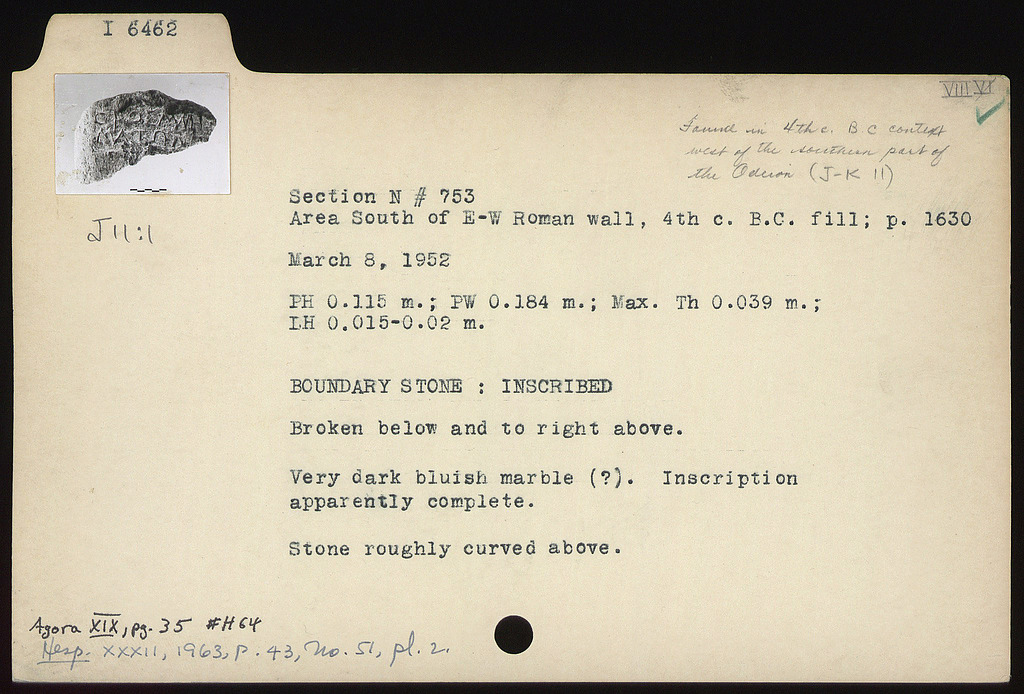 I 6462
VIII VI
Found in 4th c. B.C context
west of the southern part of
the Odeion (J-K 11)
J 11:1
Section N # 753
Area South of E-W Roman wall, 4th c. B.C. fill; p. 1630
March 8, 1952
PH 0.115 m.; PW 0.184 m.; Max. Th 0.039 m.;
LH 0.015-0.02 m.
BOUNDARY STONE : INSCRIBED
Broken below and to right above.
Very dark bluish marble (?). Inscription
apparently complete.
Stone roughly curved above.
Agora XIX, pg. 35 #H64
Hesp. XXXII, 1963, p. 43, No. 51, pl. 2.